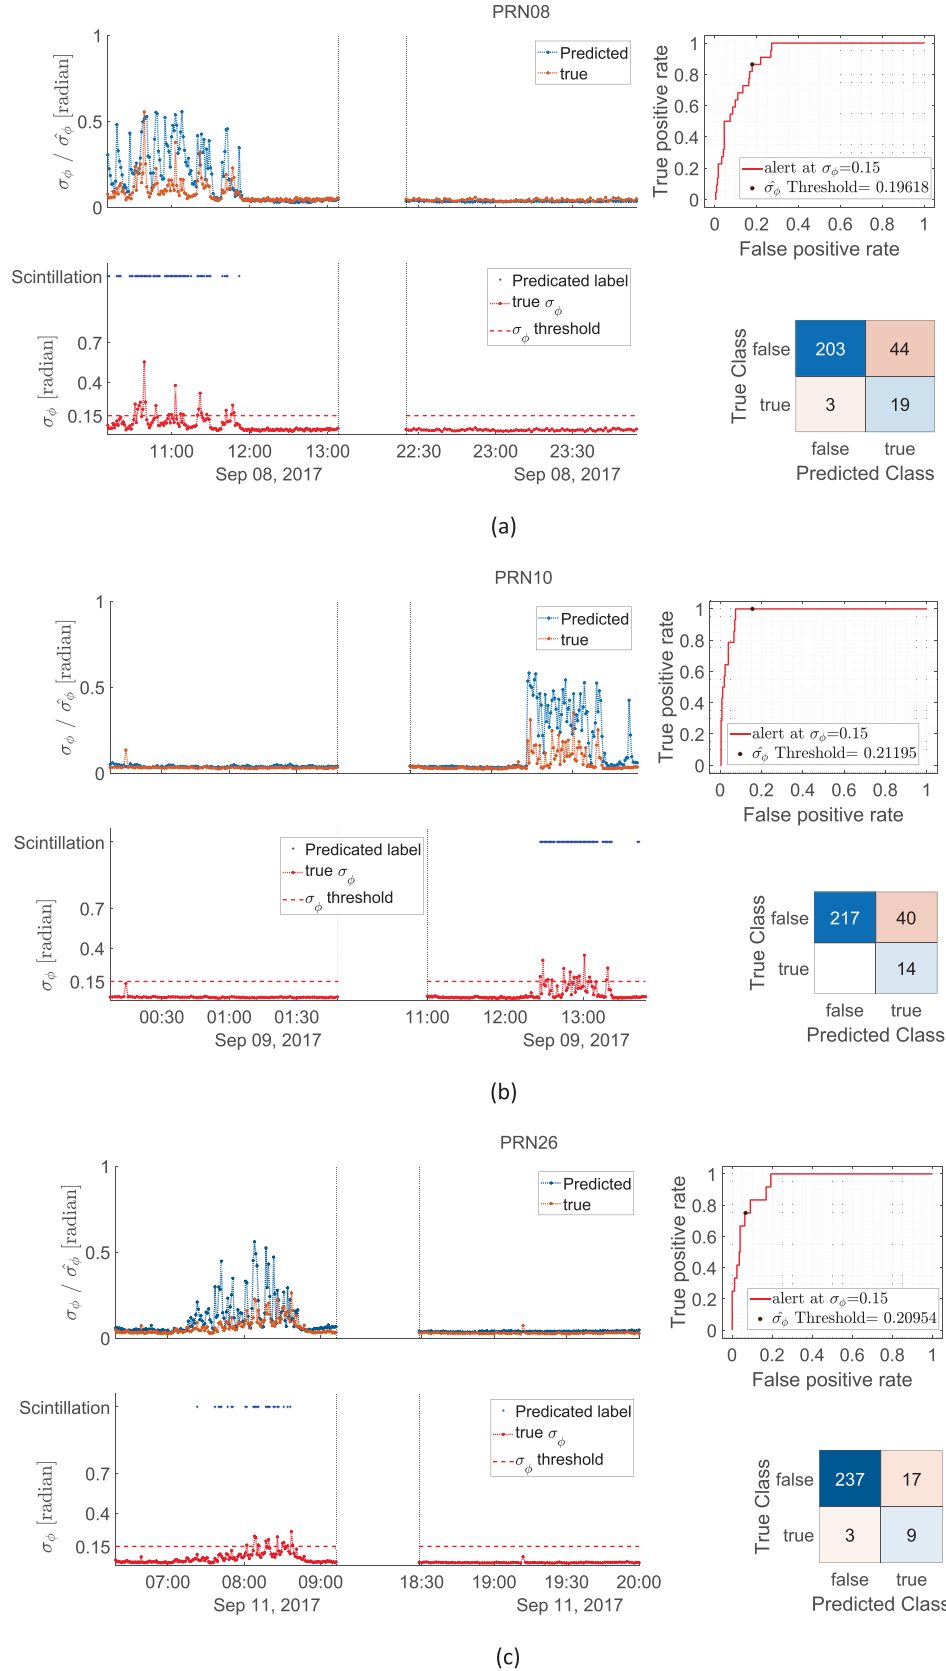 PRN08
1
0.5
0
σϕ / σ̂ϕ [radian]
Predicted
true
True positive rate
1
0.8
0.6
0.4
0.2
0
alert at σϕ=0.15
σ̂ϕ Threshold= 0.19618
0 0.2 0.4 0.6 0.8 1
False positive rate
Scintillation
0.7
0.4
0.15
σϕ [radian]
Predicated label
true σϕ
σϕ threshold
11:00 12:00 13:00 22:30 23:00 23:30
Sep 08, 2017 Sep 08, 2017
True Class
false 203 44
true 3 19
false true
Predicted Class
(a)
PRN10
1
0.5
0
σϕ / σ̂ϕ [radian]
Predicted
true
True positive rate
1
0.8
0.6
0.4
0.2
0
alert at σϕ=0.15
σ̂ϕ Threshold= 0.21195
0 0.2 0.4 0.6 0.8 1
False positive rate
Scintillation
0.7
0.4
0.15
σϕ [radian]
Predicated label
true σϕ
σϕ threshold
00:30 01:00 01:30 11:00 12:00 13:00
Sep 09, 2017 Sep 09, 2017
True Class
false 217 40
true 14
false true
Predicted Class
(b)
PRN26
1
0.5
0
σϕ / σ̂ϕ [radian]
Predicted
true
True positive rate
1
0.8
0.6
0.4
0.2
0
alert at σϕ=0.15
σ̂ϕ Threshold= 0.20954
0 0.2 0.4 0.6 0.8 1
False positive rate
Scintillation
0.7
0.4
0.15
σϕ [radian]
Predicated label
true σϕ
σϕ threshold
07:00 08:00 09:00 18:30 19:00 19:30 20:00
Sep 11, 2017 Sep 11, 2017
True Class
false 237 17
true 3 9
false true
Predicted Class
(c)